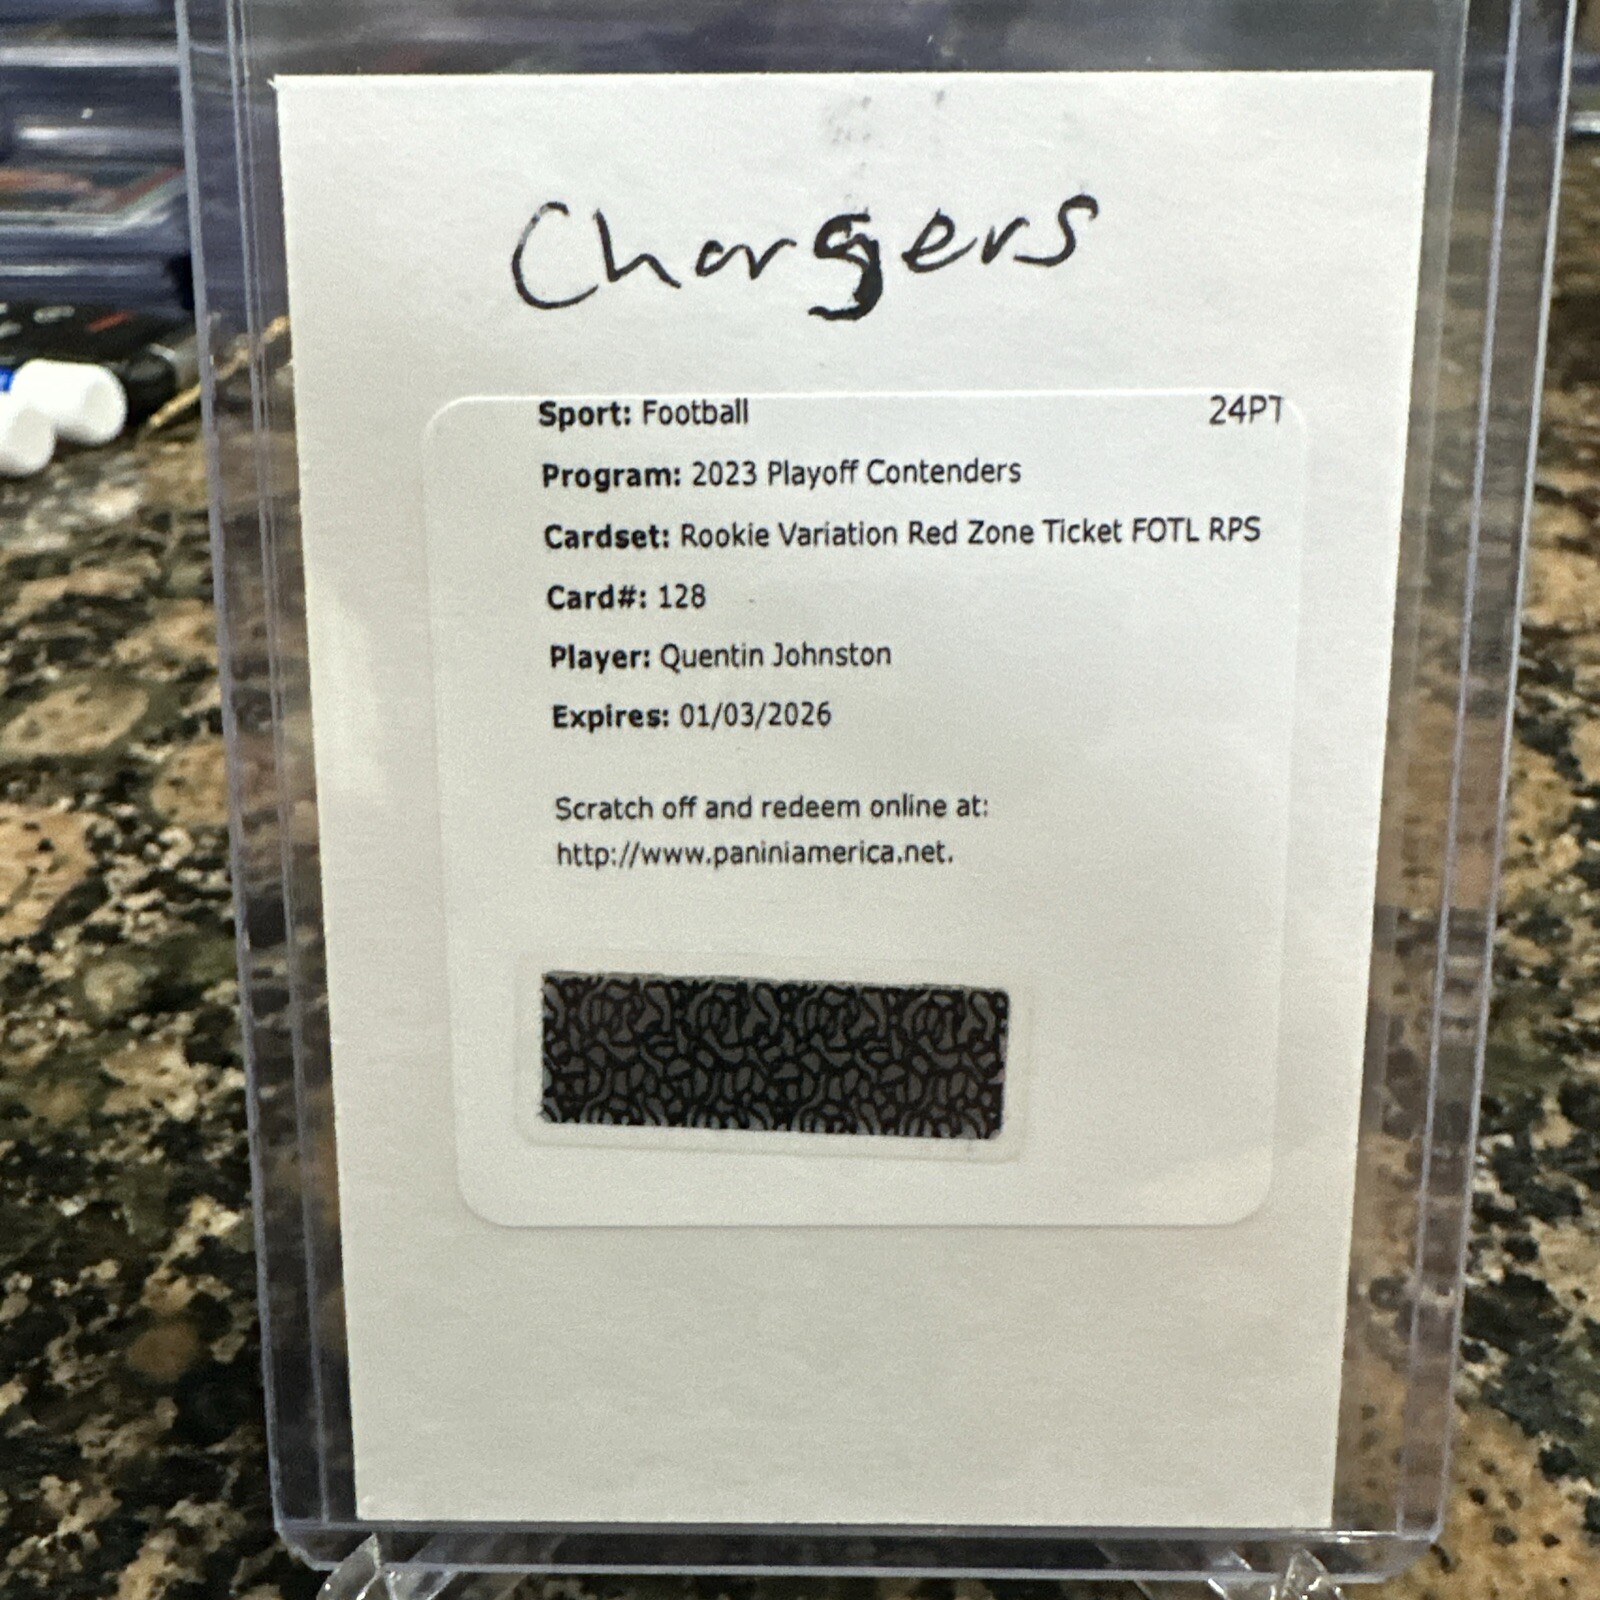 Chargers
Sport: Football 24PT
Program: 2023 Playoff Contenders
Cardset: Rookie Variation Red Zone Ticket FOTL RPS
Card#: 128
Player: Quentin Johnston
Expires: 01/03/2026
Scratch off and redeem online at:
http://www.paniniamerica.net.